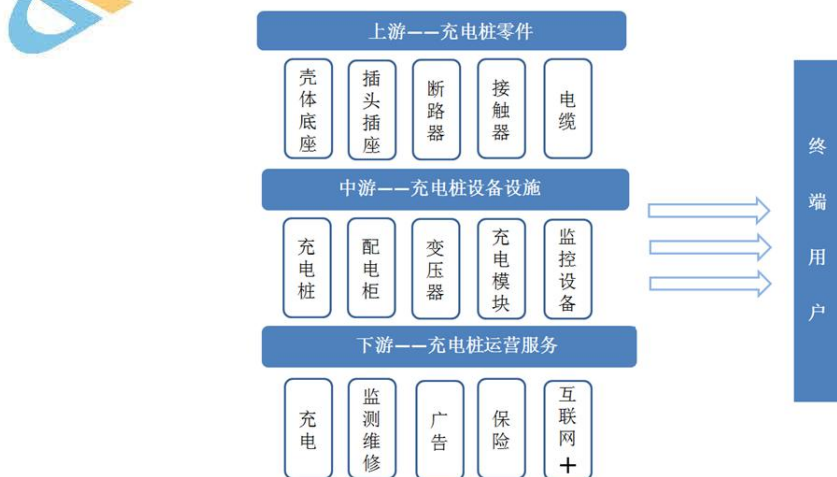 上游——充电桩零件
壳体底座
插头插座
断路器
接触器
电缆
中游——充电桩设备设施
充电桩
配电柜
变压器
充电模块
监控设备
下游——充电桩运营服务
充电
监测维修
广告
保险
互联网+
终端用户